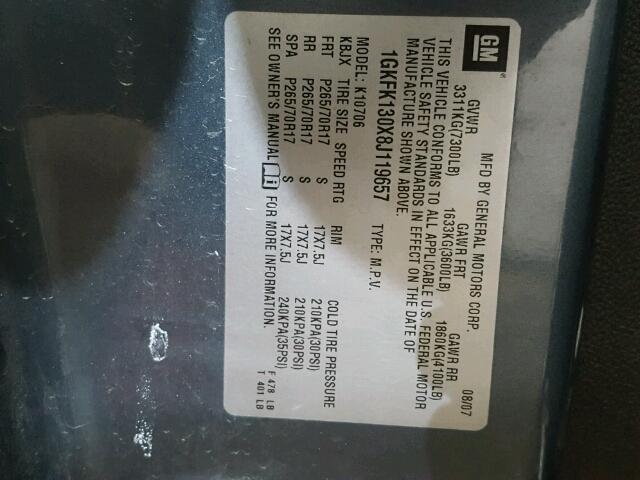 GM®
MFD BY GENERAL MOTORS CORP. 08/07
GVWR GAWR FRT GAWR RR
3311KG(7300LB) 1633KG(3600LB) 1860KG(4100LB)
THIS VEHICLE CONFORMS TO ALL APPLICABLE U.S. FEDERAL MOTOR
VEHICLE SAFETY STANDARDS IN EFFECT ON THE DATE OF
MANUFACTURE SHOWN ABOVE.
1GKFK130X8J119657 TYPE: M.P.V.
MODEL: K10706
KBJX TIRE SIZE SPEED RTG RIM COLD TIRE PRESSURE
FRT P265/70R17 S 17X7.5J 210KPA(30PSI)
RR P265/70R17 S 17X7.5J 210KPA(30PSI)
SPA P265/70R17 S 17X7.5J 240KPA(35PSI)
SEE OWNER'S MANUAL FOR MORE INFORMATION.
F 478 LB
T 401 LB